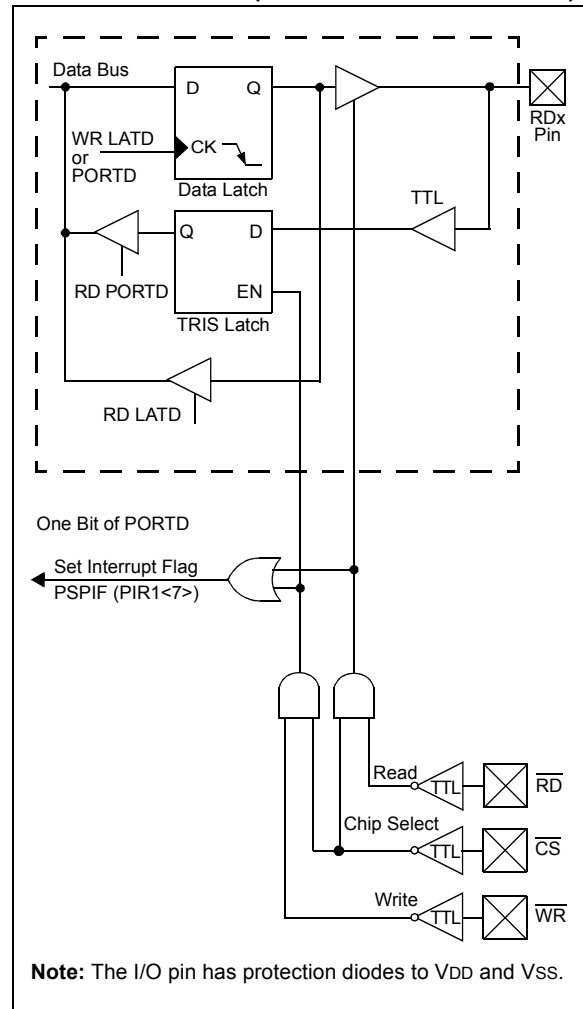 Data Bus
D Q
RDx
Pin
WR LATD
or
PORTD
CK
Data Latch
TTL
Q D
RD PORTD
EN
TRIS Latch
RD LATD
One Bit of PORTD
Set Interrupt Flag
PSPIF (PIR1<7>)
Read
TTL
RD
Chip Select
TTL
CS
Write
TTL
WR
Note: The I/O pin has protection diodes to VDD and VSS.